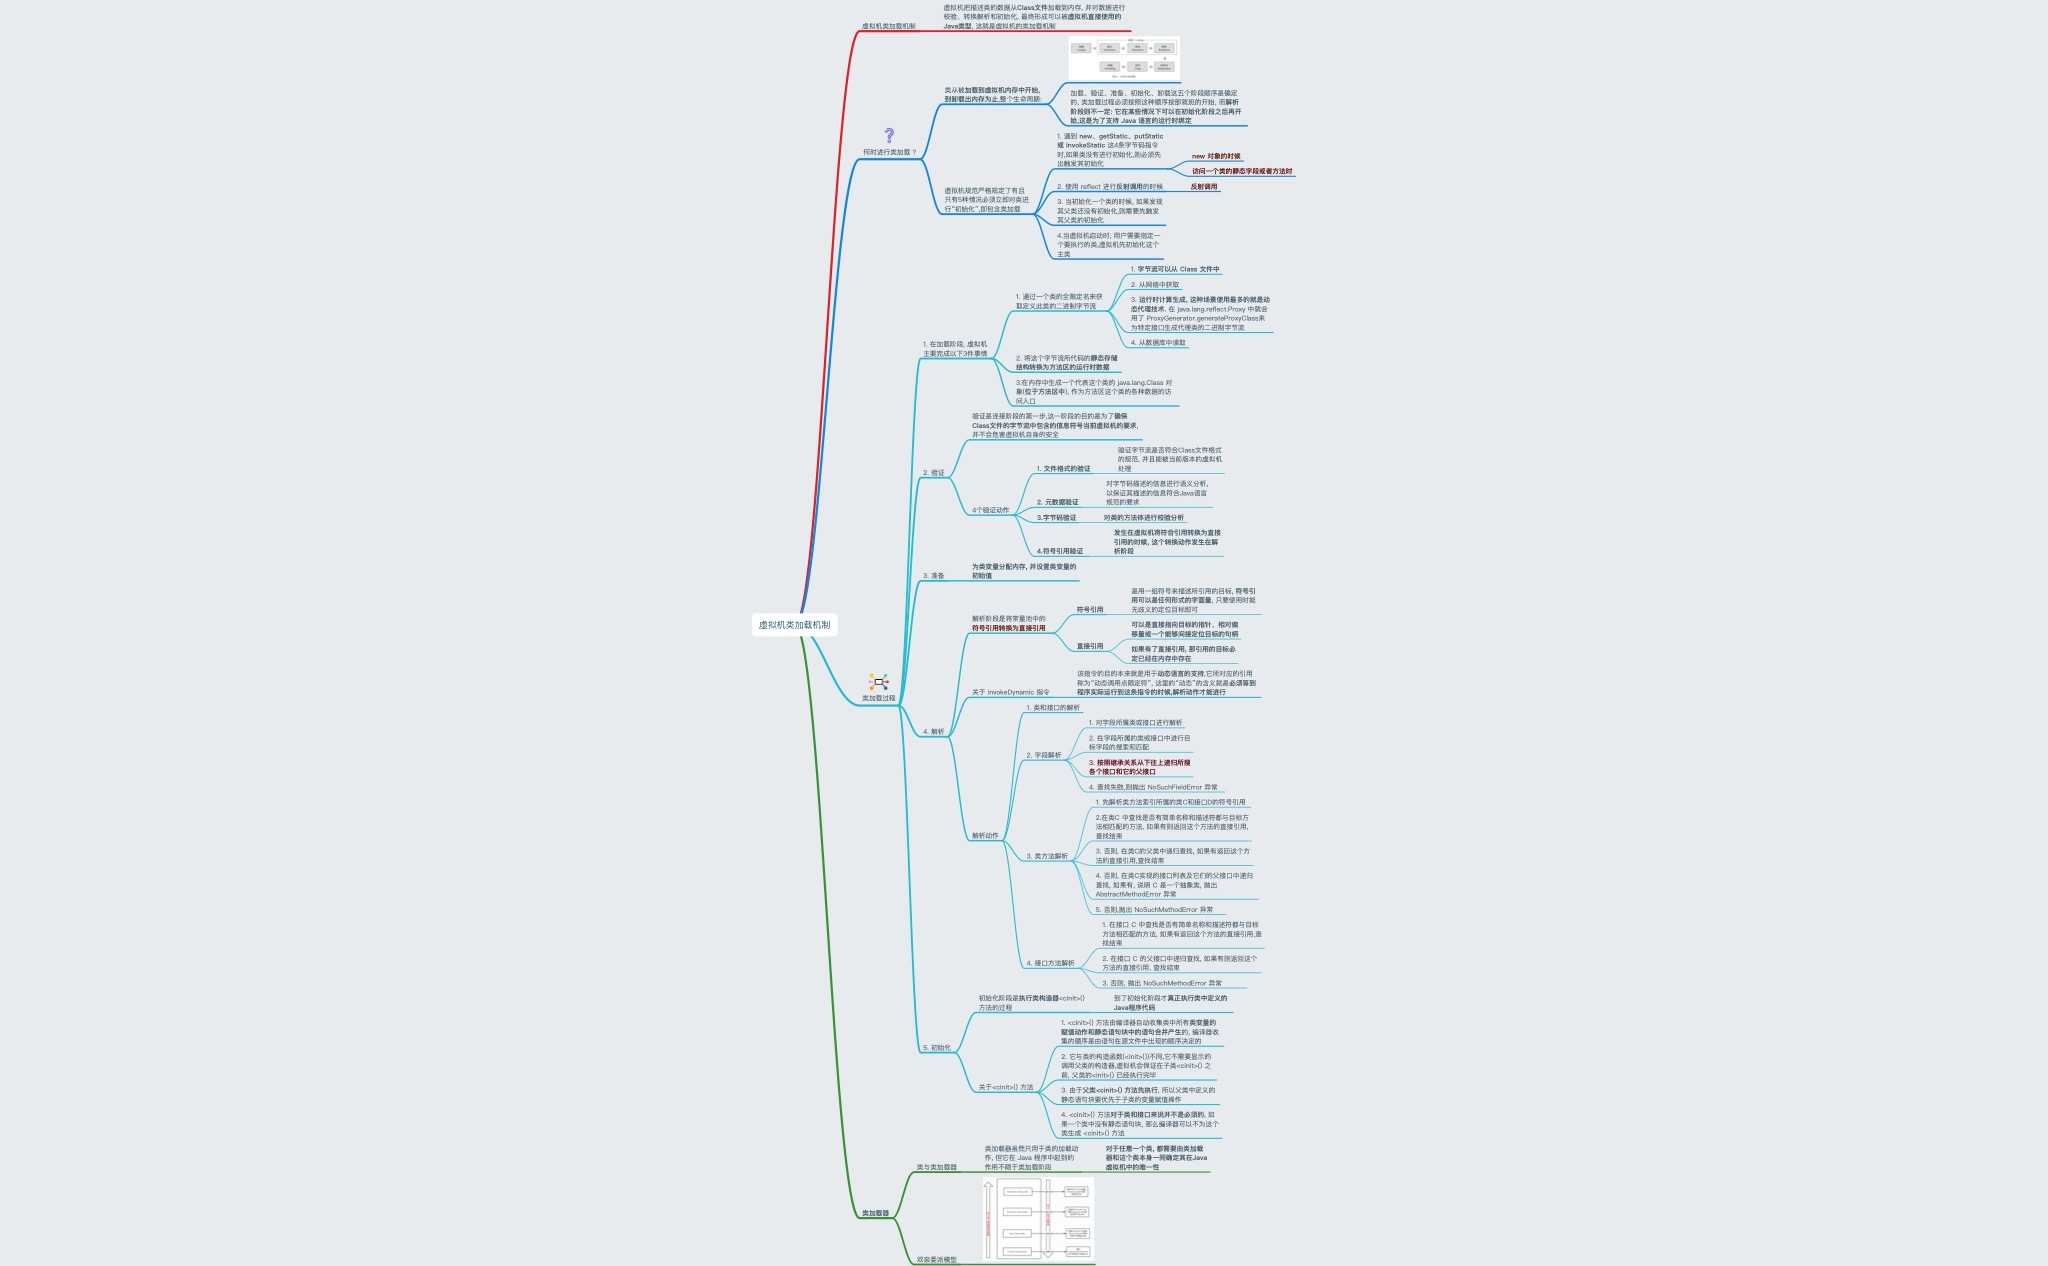 虚拟机类加载机制
虚拟机类加载机制
虚拟机把描述类的数据从Class文件加载到内存, 并对数据进行
校验、转换解析和初始化, 最终形成可以被虚拟机直接使用的
Java类型, 这就是虚拟机的类加载机制
何时进行类加载？
类从被加载到虚拟机内存中开始,
到卸载出内存为止,整个生命周期:
加载、验证、准备、初始化、卸载这五个阶段顺序是确定
的, 类加载过程必须按照这种顺序按部就班的开始, 而解析
阶段则不一定: 它在某些情况下可以在初始化阶段之后再开
始,这是为了支持 Java 语言的运行时绑定
虚拟机规范严格规定了有且
只有5种情况必须立即对类进
行“初始化”,即包含类加载
1. 遇到 new、getStatic、putStatic
或 invokeStatic 这4条字节码指令
时,如果类没有进行初始化,则必须先
出触发其初始化
new 对象的时候
访问一个类的静态字段或者方法时
2. 使用 reflect 进行反射调用的时候
反射调用
3. 当初始化一个类的时候, 如果发现
其父类还没有初始化,则需要先触发
其父类的初始化
4.当虚拟机启动时, 用户需要指定一
个要执行的类,虚拟机先初始化这个
主类
类加载过程
1. 在加载阶段, 虚拟机
主要完成以下3件事情
1. 通过一个类的全限定名来获
取定义此类的二进制字节流
1. 字节流可以从 Class 文件中
2. 从网络中获取
3. 运行时计算生成, 这种场景使用最多的就是动
态代理技术, 在 java.lang.reflect.Proxy 中就会
用了 ProxyGenerator.generateProxyClass来
为特定接口生成代理类的二进制字节流
4. 从数据库中读取
2. 将这个字节流所代码的静态存储
结构转换为方法区的运行时数据
3.在内存中生成一个代表这个类的 java.lang.Class 对
象(位于方法区中), 作为方法区这个类的各种数据的访
问入口
2. 验证
验证是连接阶段的第一步,这一阶段的目的是为了确保
Class文件的字节流中包含的信息符号当前虚拟机的要求,
并不会危害虚拟机自身的安全
4个验证动作
1. 文件格式的验证
验证字节流是否符合Class文件格式
的规范, 并且能被当前版本的虚拟机
处理
2. 元数据验证
对字节码描述的信息进行语义分析,
以保证其描述的信息符合Java语言
规范的要求
3.字节码验证
对类的方法体进行校验分析
4.符号引用验证
发生在虚拟机将符合引用转换为直接
引用的时候, 这个转换动作发生在解
析阶段
3. 准备
为类变量分配内存, 并设置类变量的
初始值
4. 解析
解析阶段是将常量池中的
符号引用转换为直接引用
符号引用
是用一组符号来描述所引用的目标, 符号引
用可以是任何形式的字面量, 只要使用时能
无歧义的定位目标即可
直接引用
可以是直接指向目标的指针、相对偏
移量或一个能够间接定位目标的句柄
如果有了直接引用, 那引用的目标必
定已经在内存中存在
关于 invokeDynamic 指令
该指令的目的本来就是用于动态语言的支持,它所对应的引用
称为“动态调用点限定符”, 这里的“动态”的含义就是必须等到
程序实际运行到这条指令的时候,解析动作才能进行
解析动作
1. 类和接口的解析
2. 字段解析
1. 对字段所属类或接口进行解析
2. 在字段所属的类或接口中进行目
标字段的搜索和匹配
3. 按照继承关系从下往上递归所搜
各个接口和它的父接口
4. 查找失败,则抛出 NoSuchFieldError 异常
3. 类方法解析
1. 先解析类方法索引所属的类C和接口D的符号引用
2.在类C 中查找是否有简单名称和描述符都与目标方
法相匹配的方法, 如果有则返回这个方法的直接引用,
查找结束
3. 否则, 在类C的父类中递归查找, 如果有返回这个方
法的直接引用,查找结束
4. 否则, 在类C实现的接口列表及它们的父接口中递归
查找, 如果有, 说明 C 是一个抽象类, 抛出
AbstractMethodError 异常
5. 否则,抛出 NoSuchMethodError 异常
4. 接口方法解析
1. 在接口 C 中查找是否有简单名称和描述符都与目标
方法相匹配的方法, 如果有返回这个方法的直接引用,查
找结束
2. 在接口 C 的父接口中递归查找, 如果有则返回这个
方法的直接引用, 查找结束
3. 否则, 抛出 NoSuchMethodError 异常
5. 初始化
初始化阶段是执行类构造器<cinit>()
方法的过程
到了初始化阶段才真正执行类中定义的
Java程序代码
关于<cinit>() 方法
1. <cinit>() 方法由编译器自动收集类中所有类变量的
赋值动作和静态语句块中的语句合并产生的, 编译器收
集的顺序是由语句在源文件中出现的顺序决定的
2. 它与类的构造函数(<init>())不同,它不需要显示的
调用父类的构造器,虚拟机会保证在子类<cinit>() 之
前, 父类的<init>() 已经执行完毕
3. 由于父类<cinit>() 方法先执行, 所以父类中定义的
静态语句块要优先于子类的变量赋值操作
4. <cinit>() 方法对于类和接口来说并不是必须的, 如
果一个类中没有静态语句块, 那么编译器可以不为这个
类生成 <cinit>() 方法
类加载器
类与类加载器
类加载器虽然只用于类的加载动
作, 但它在 Java 程序中起到的
作用不限于类加载阶段
对于任意一个类, 都需要由类加载
器和这个类本身一同确定其在Java
虚拟机中的唯一性
双亲委派模型